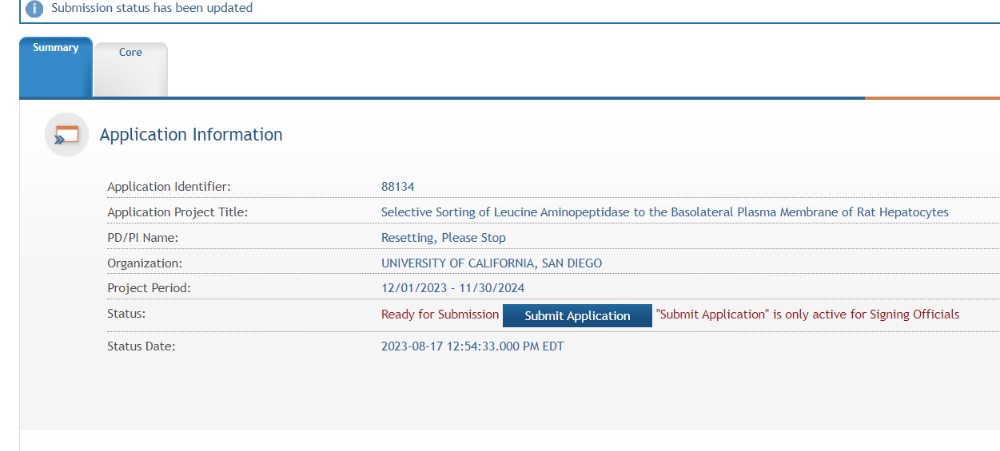 Submission status has been updated
Summary
Core
Application Information
Application Identifier: 88134
Application Project Title: Selective Sorting of Leucine Aminopeptidase to the Basolateral Plasma Membrane of Rat Hepatocytes
PD/PI Name: Resetting, Please Stop
Organization: UNIVERSITY OF CALIFORNIA, SAN DIEGO
Project Period: 12/01/2023 - 11/30/2024
Status: Ready for Submission Submit Application "Submit Application" is only active for Signing Officials
Status Date: 2023-08-17 12:54:33.000 PM EDT